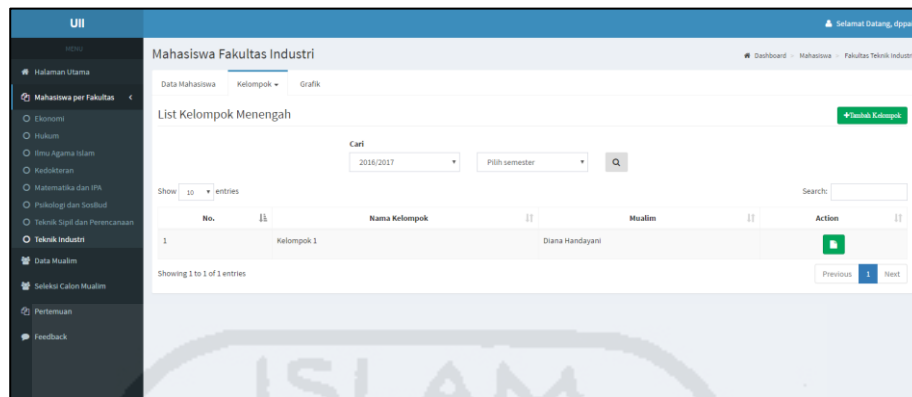 UII
Selamat Datang, dppai
MENU
Mahasiswa Fakultas Industri
Dashboard > Mahasiswa > Fakultas Teknik Industri
Halaman Utama
Mahasiswa per Fakultas
Ekonomi
Hukum
Ilmu Agama Islam
Kedokteran
Matematika dan IPA
Psikologi dan SosBud
Teknik Sipil dan Perencanaan
Teknik Industri
Data Mualim
Seleksi Calon Mualim
Pertemuan
Feedback
Data Mahasiswa Kelompok Grafik
List Kelompok Menengah
+Tambah Kelompok
Cari
2016/2017 Pilih semester
Show 10 entries Search:
No. Nama Kelompok Mualim Action
1 Kelompok 1 Diana Handayani
Showing 1 to 1 of 1 entries Previous 1 Next
ISLAM